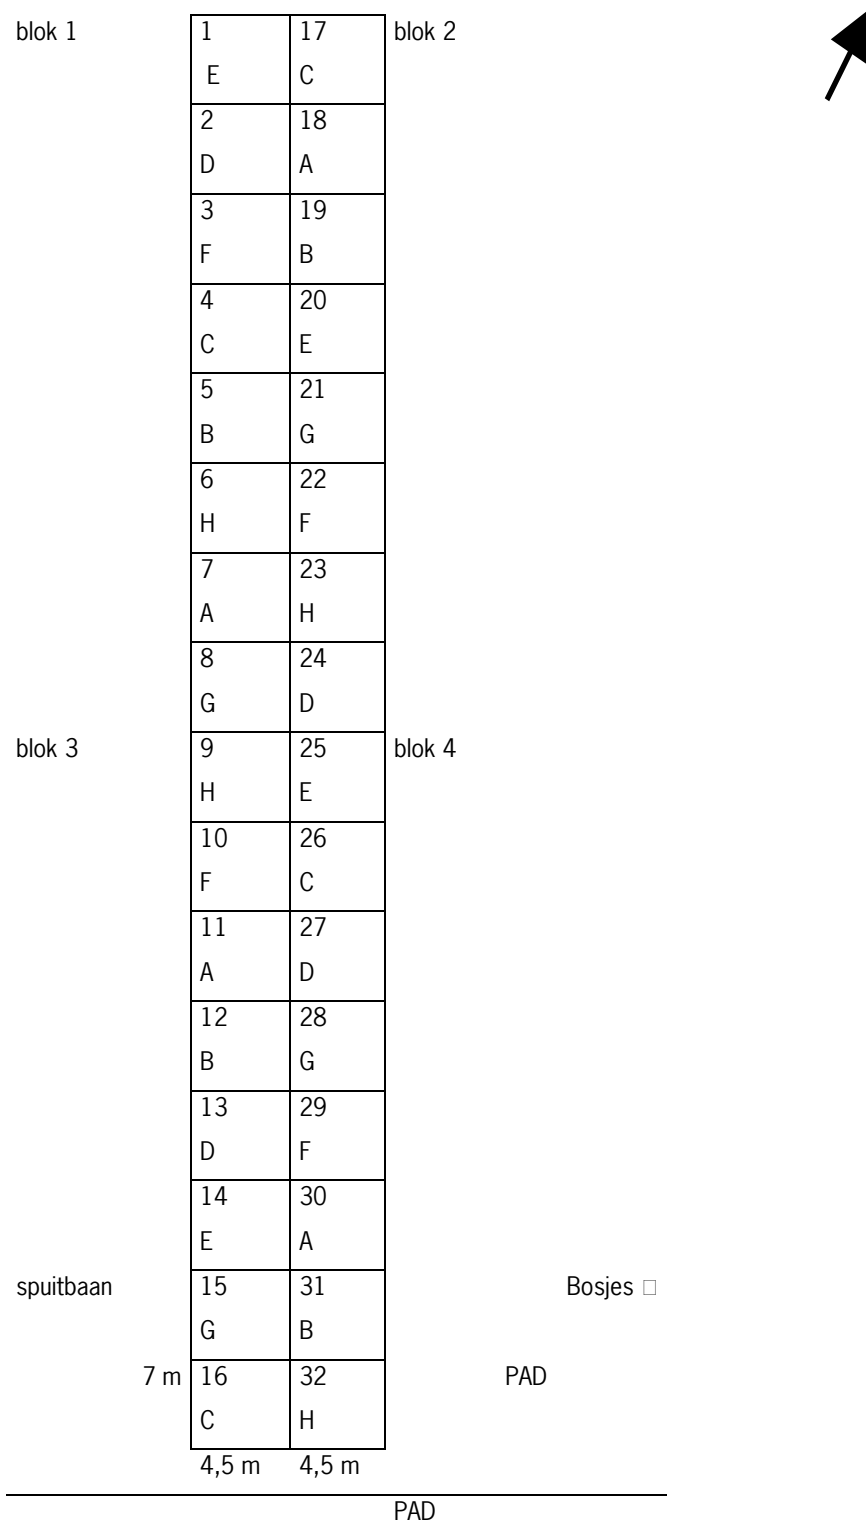 blok 1 1 17 blok 2
E C
2 18
D A
3 19
F B
4 20
C E
5 21
B G
6 22
H F
7 23
A H
8 24
G D
blok 3 9 25 blok 4
H E
10 26
F C
11 27
A D
12 28
B G
13 29
D F
14 30
E A
spuitbaan 15 31 Bosjes □
G B
7 m 16 32 PAD
C H
4,5 m 4,5 m
PAD